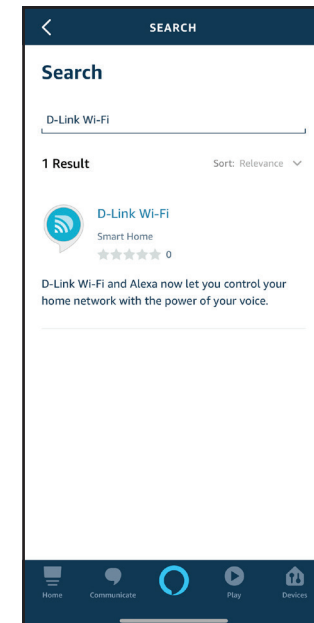 SEARCH
Search
D-Link Wi-Fi
1 Result
Sort: Relevance
D-Link Wi-Fi
Smart Home
0
D-Link Wi-Fi and Alexa now let you control your
home network with the power of your voice.
Home Communicate Play Devices